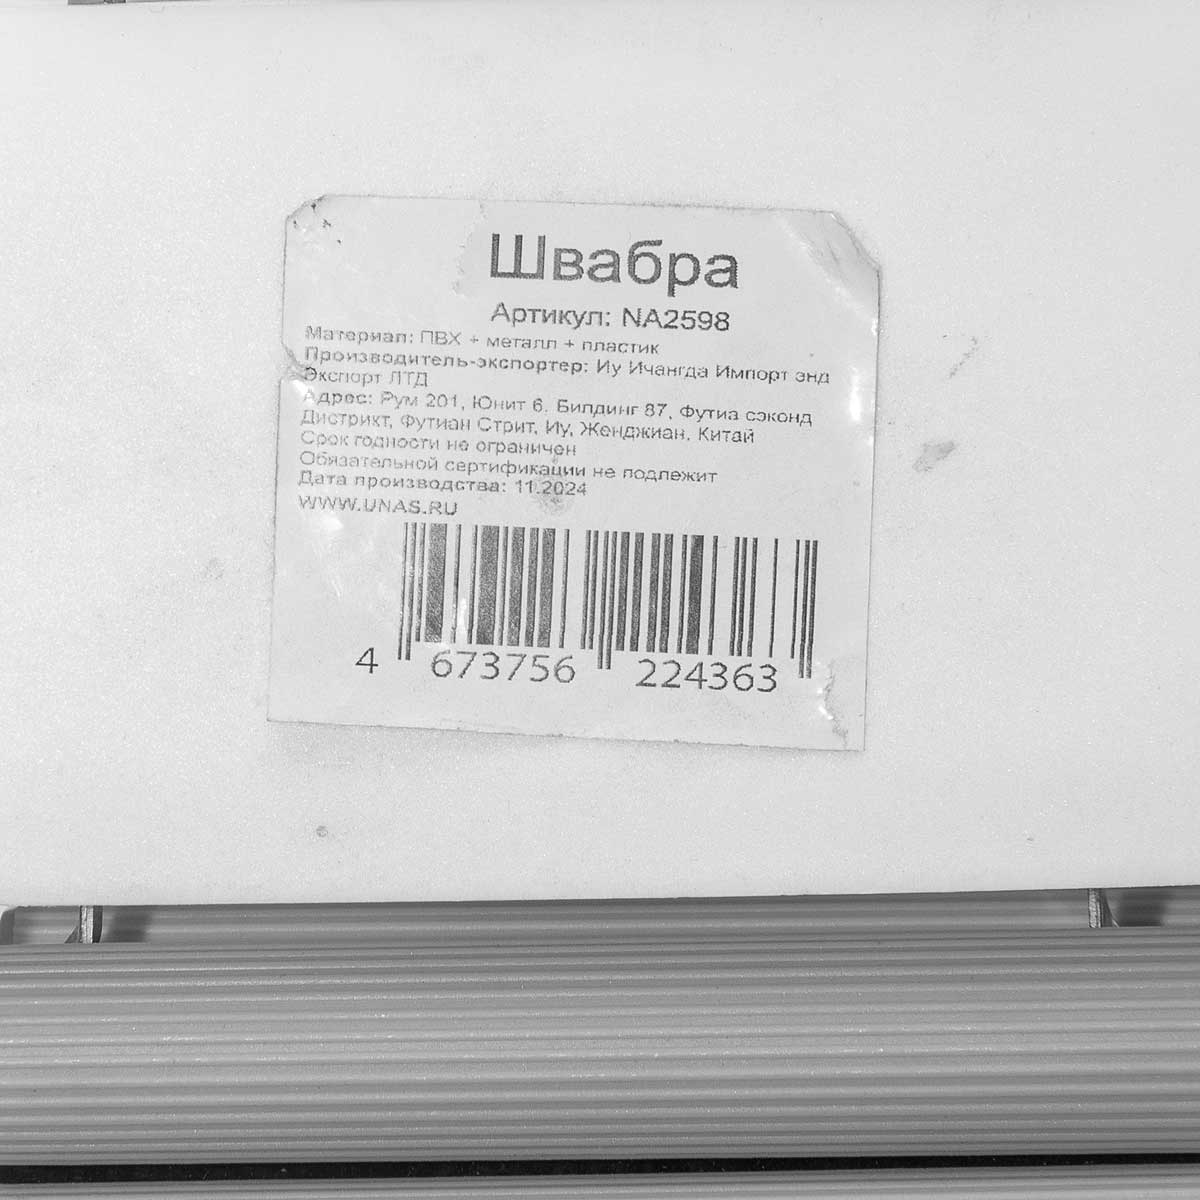 Швабра
Артикул: NA2598
Материал: ПВХ + металл + пластик
Производитель-экспортер: Иу Ичангда Импорт энд
Экспорт ЛТД
Адрес: Рум 201, Юнит 6, Билдинг 87, Футиа сэконд
Дистрикт, Футиан Стрит, Иу, Женджиан, Китай
Срок годности не ограничен
Обязательной сертификации не подлежит
Дата производства: 11.2024
WWW.UNAS.RU
4 673756 224363